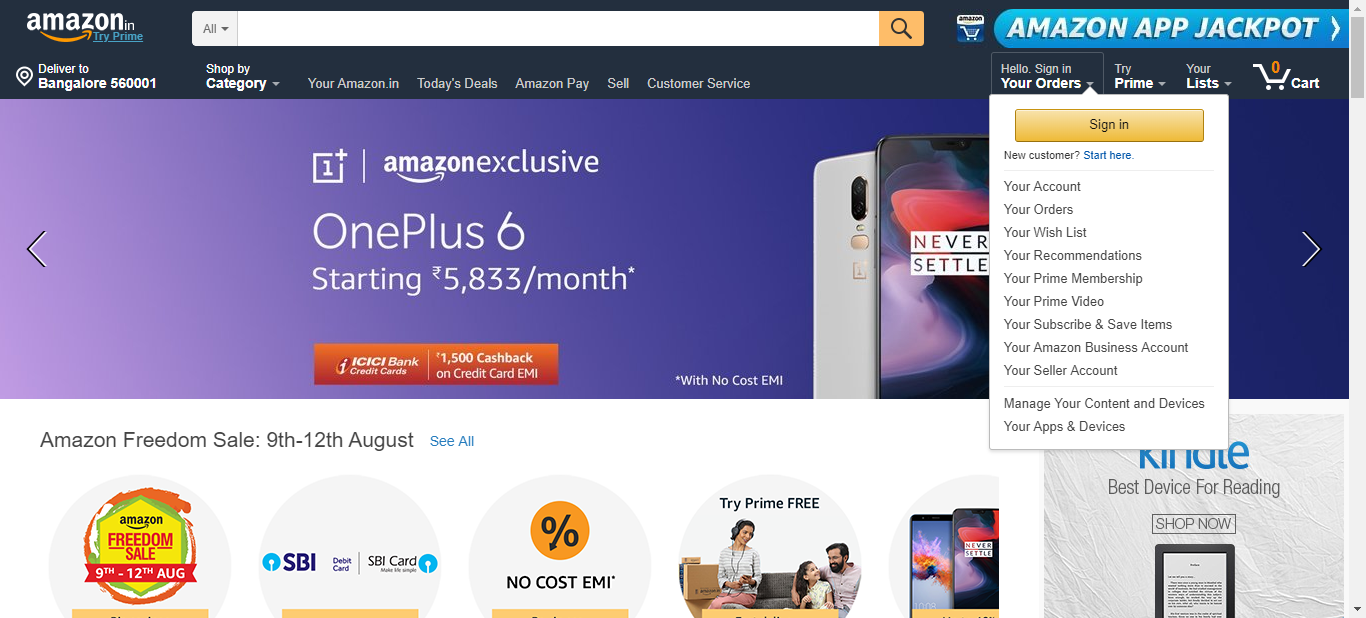 amazon.in
Try Prime
All
amazon
AMAZON APP JACKPOT
Deliver to
Bangalore 560001
Shop by
Category
Your Amazon.in
Today's Deals
Amazon Pay
Sell
Customer Service
Hello. Sign in
Your Orders
Try
Prime
Your
Lists
0
Cart
Sign in
New customer? Start here.
Your Account
Your Orders
Your Wish List
Your Recommendations
Your Prime Membership
Your Prime Video
Your Subscribe & Save Items
Your Amazon Business Account
Your Seller Account
Manage Your Content and Devices
Your Apps & Devices
1+ | amazonexclusive
OnePlus 6
Starting ₹5,833/month*
ICICI Bank
Credit Cards
₹1,500 Cashback
on Credit Card EMI
*With No Cost EMI
NEVER
SETTLE
Amazon Freedom Sale: 9th-12th August
See All
amazon
FREEDOM
SALE
9TH - 12TH AUG
SBI
Debit
Card
SBI Card
Make life simple
%
NO COST EMI*
Try Prime FREE
NEVER
SETTLE
kindle
Best Device For Reading
SHOP NOW